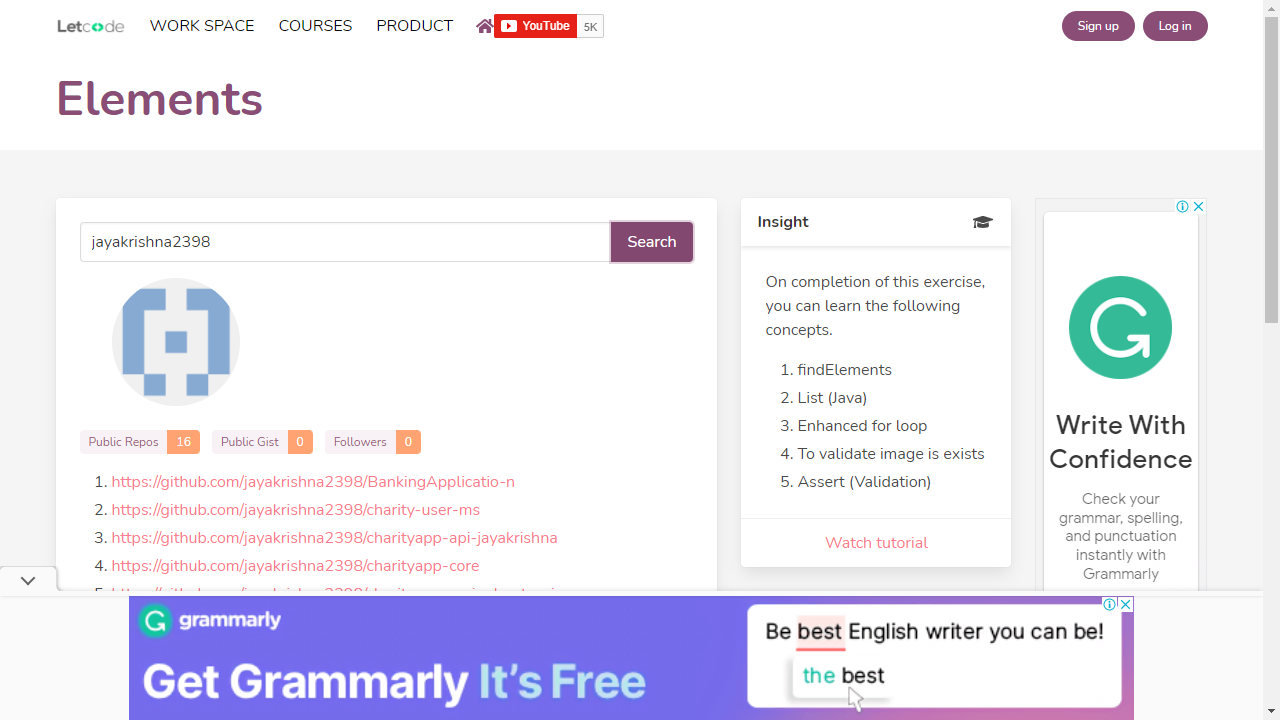 Letcode WORK SPACE COURSES PRODUCT YouTube 5K Sign up Log in
Elements
jayakrishna2398 Search
Public Repos 16 Public Gist 0 Followers 0
1. https://github.com/jayakrishna2398/BankingApplicatio-n
2. https://github.com/jayakrishna2398/charity-user-ms
3. https://github.com/jayakrishna2398/charityapp-api-jayakrishna
4. https://github.com/jayakrishna2398/charityapp-core
Insight
On completion of this exercise,
you can learn the following
concepts.
1. findElements
2. List (Java)
3. Enhanced for loop
4. To validate image is exists
5. Assert (Validation)
Watch tutorial
Write With
Confidence
Check your
grammar, spelling,
and punctuation
instantly with
Grammarly
grammarly
Get Grammarly It's Free
Be best English writer you can be!
the best